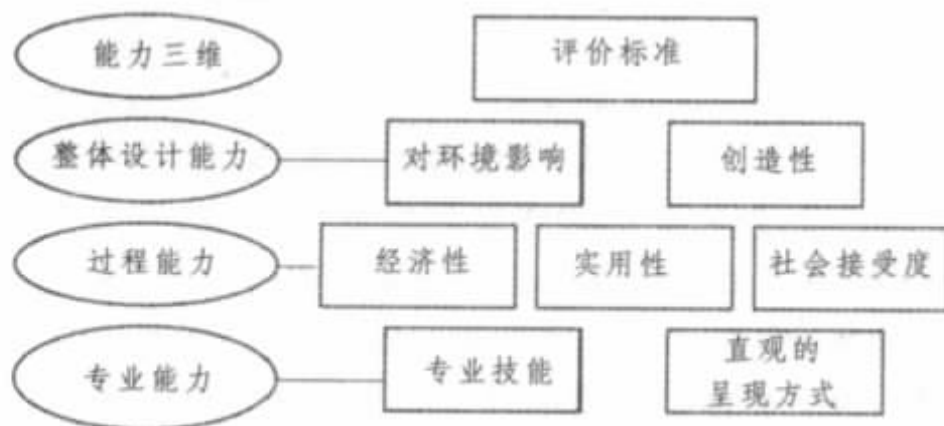 能力三维 评价标准
整体设计能力 对环境影响 创造性
过程能力 经济性 实用性 社会接受度
专业能力 专业技能 直观的
呈现方式